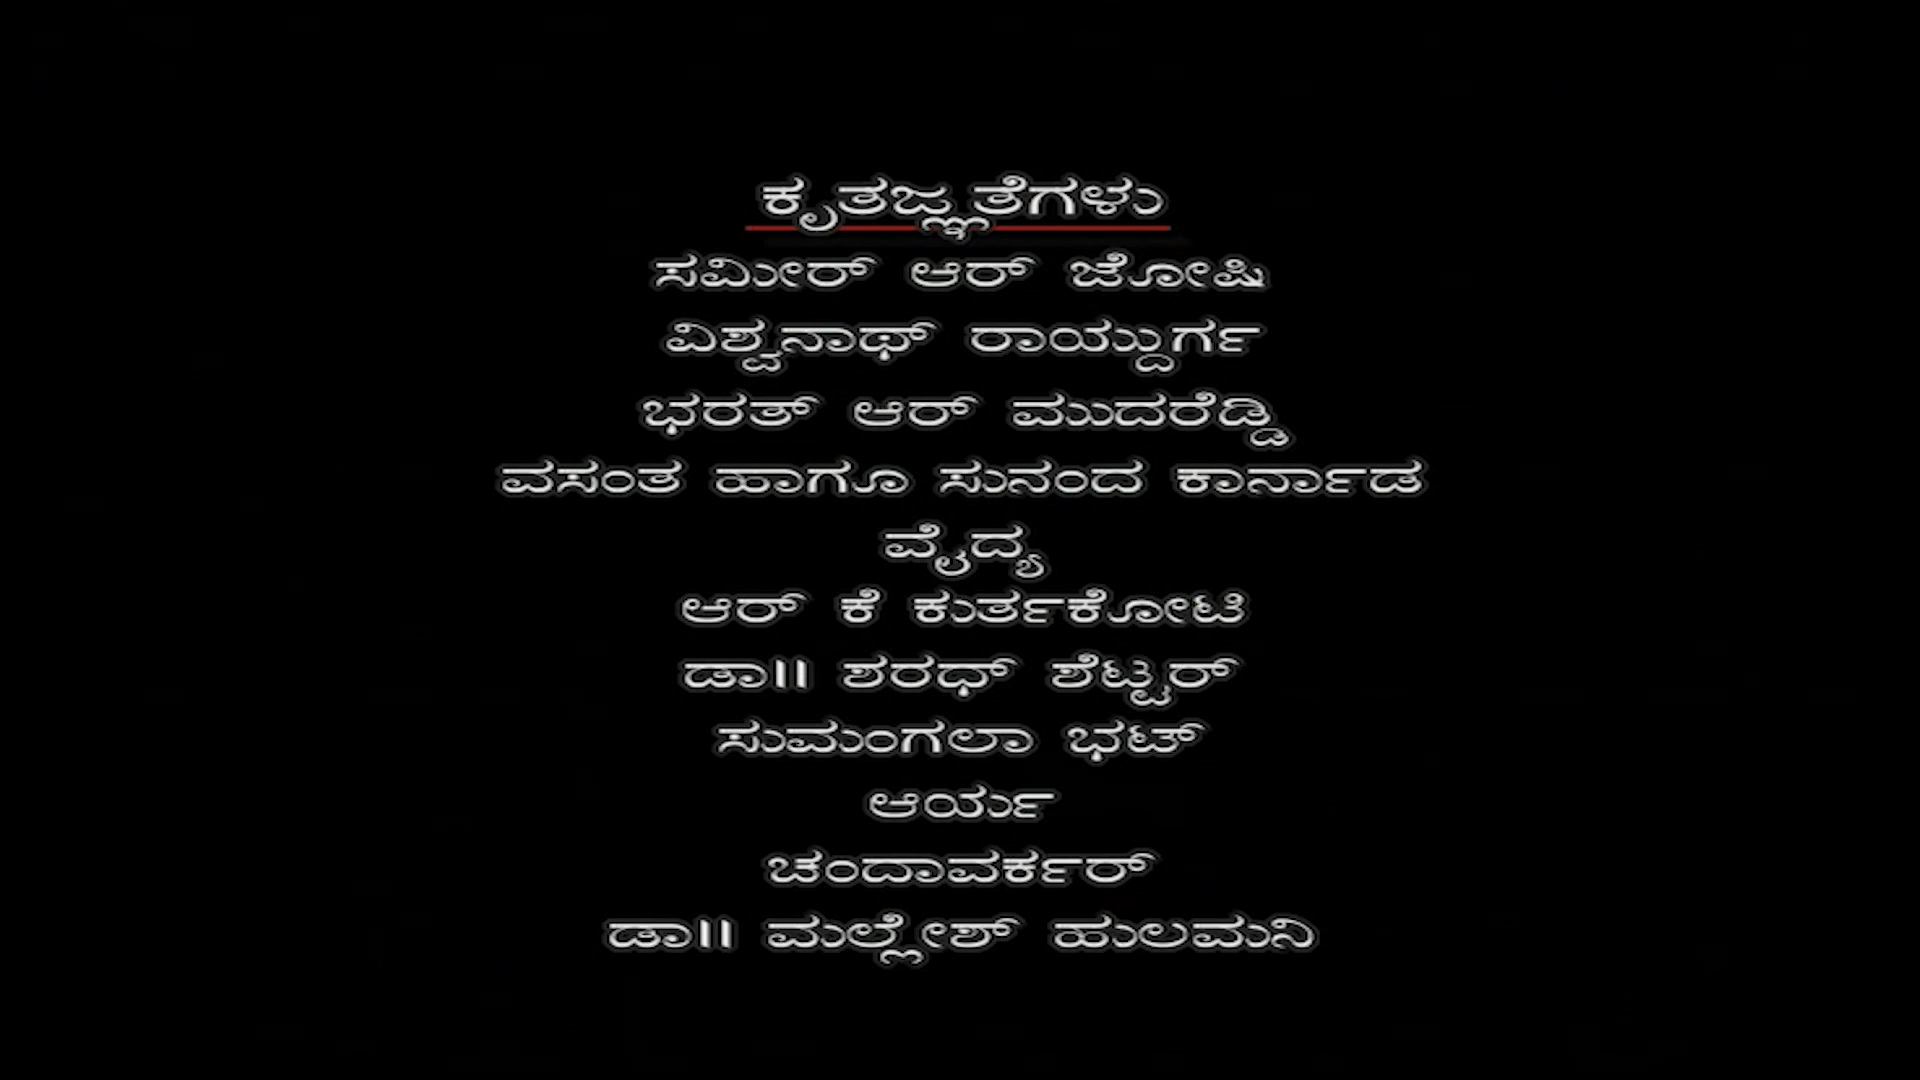 ಕೃತಜ್ಞತೆಗಳು
ಸಮೀರ್ ಆರ್ ಜೋಷಿ
ವಿಶ್ವನಾಥ್ ರಾಯ್ದುರ್ಗ
ಭರತ್ ಆರ್ ಮುದರೆಡ್ಡಿ
ವಸಂತ ಹಾಗೂ ಸುನಂದ ಕಾರ್ನಾಡ
ವೈದ್ಯ
ಆರ್ ಕೆ ಕುರ್ತಕೋಟಿ
ಡಾ॥ ಶರಧ್ ಶೆಟ್ಟರ್
ಸುಮಂಗಲಾ ಭಟ್
ಆರ್ಯ
ಚಂದಾವರ್ಕರ್
ಡಾ॥ ಮಲ್ಲೇಶ್ ಹುಲಮನಿ